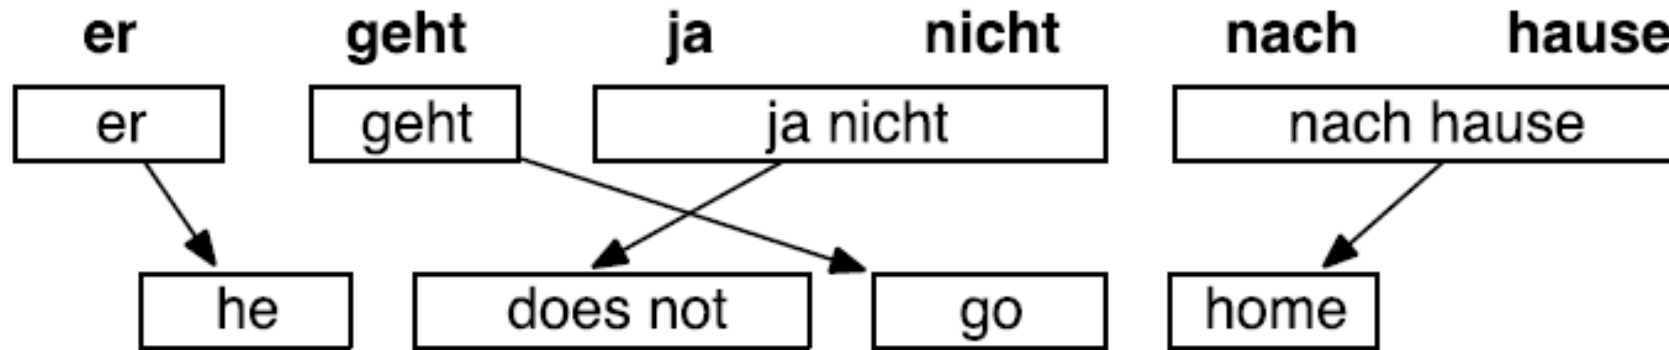 er geht ja nicht nach hause
er geht ja nicht nach hause
he does not go home